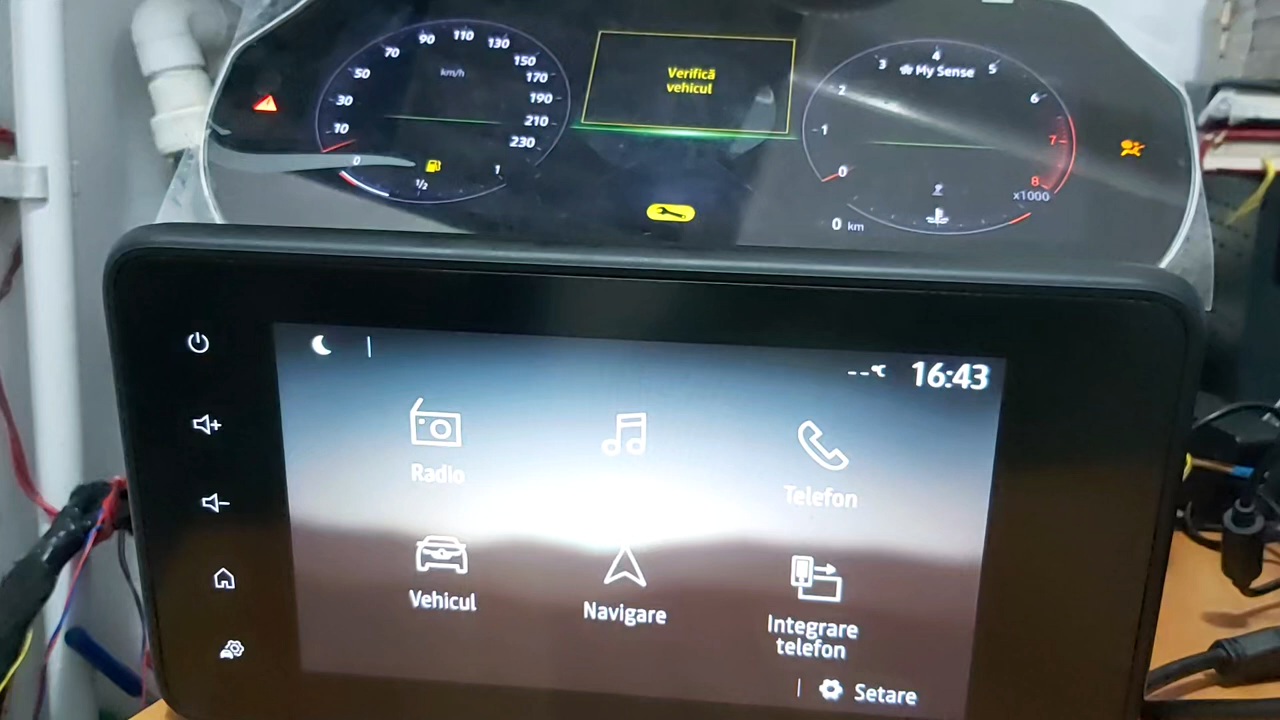 10
30
50
70
90
110
130
150
170
190
210
230
km/h
0
1/2
1
Verifică
vehicul
0
1
2
3
4
5
6
7
8
My Sense
x1000
0 km
--°C
16:43
Radio
Telefon
Vehicul
Navigare
Integrare
telefon
Setare